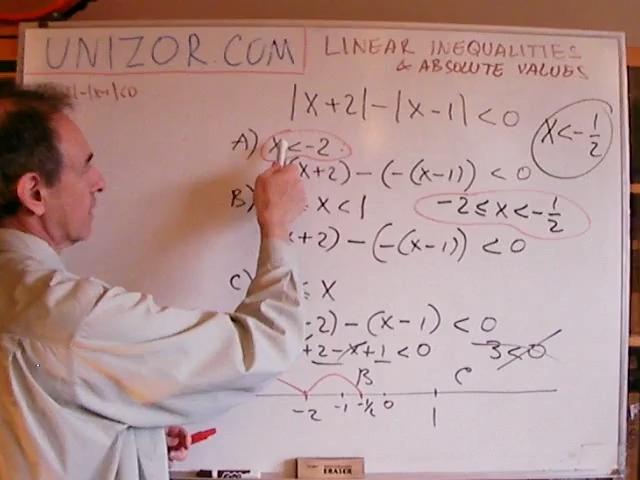 UNIZOR.COM
LINEAR INEQUALITIES
& ABSOLUTE VALUES
|X+2|-|X-1|<0
X<-1/2
A) X<-2
(X+2)-(-(X-1))<0
B) ≤ X<1
-2≤X<-1/2
+2)-(-(X-1))<0
C) ≤ X
2)-(X-1)<0
+2-X+1<0
3<0
B C
-2 -1 -1/2 0 1
ERASER